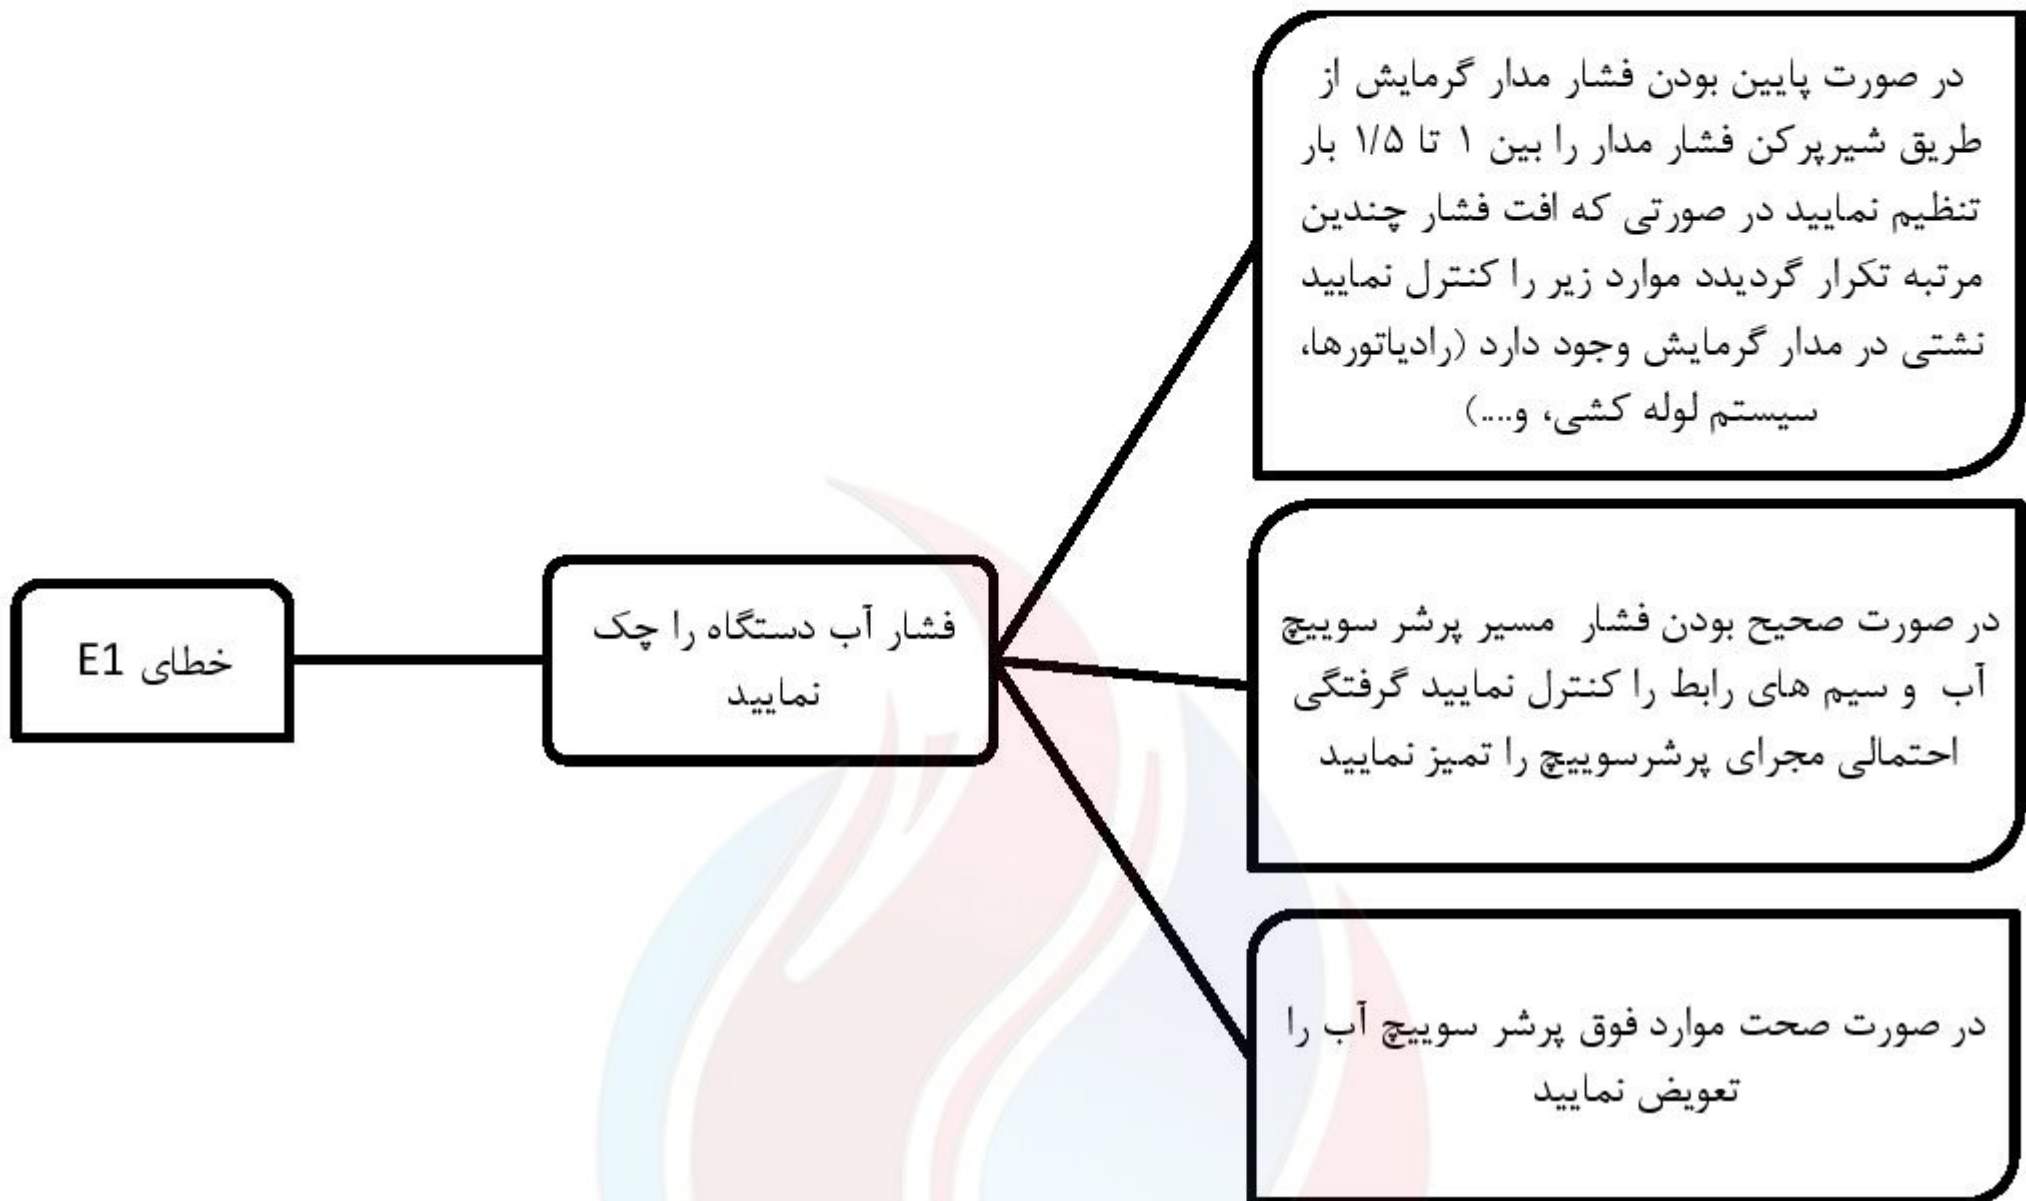 خطای E1
فشار آب دستگاه را چک
نمایید
در صورت پایین بودن فشار مدار گرمایش از
طریق شیرپرکن فشار مدار را بین ۱ تا ۱/۵ بار
تنظیم نمایید در صورتی که افت فشار چندین
مرتبه تکرار گردیدد موارد زیر را کنترل نمایید
نشتی در مدار گرمایش وجود دارد (رادیاتورها،
سیستم لوله کشی، و....)
در صورت صحیح بودن فشار  مسیر پرشر سوییچ
آب  و سیم های رابط را کنترل نمایید گرفتگی
احتمالی مجرای پرشرسوییچ را تمیز نمایید
در صورت صحت موارد فوق پرشر سوییچ آب را
تعویض نمایید